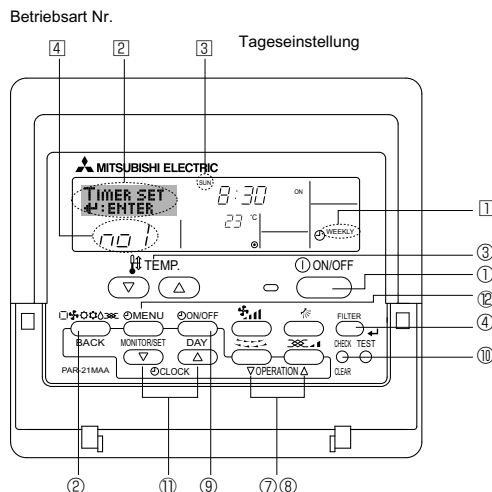 Betriebsart Nr.
4 2 3 Tageseinstellung
MITSUBISHI ELECTRIC
TIMER SET
↵:ENTER
SUN
8:30
ON
23 °C
no 1
WEEKLY
1
TEMP.
ON/OFF
③
①
⑫
④
⑩
MENU
ON/OFF
FILTER
BACK
MONITOR/SET
DAY
CHECK TEST
PAR-21MAA
CLOCK
▽OPERATION△
CLEAR
② ⑪ ⑨ ⑦⑧